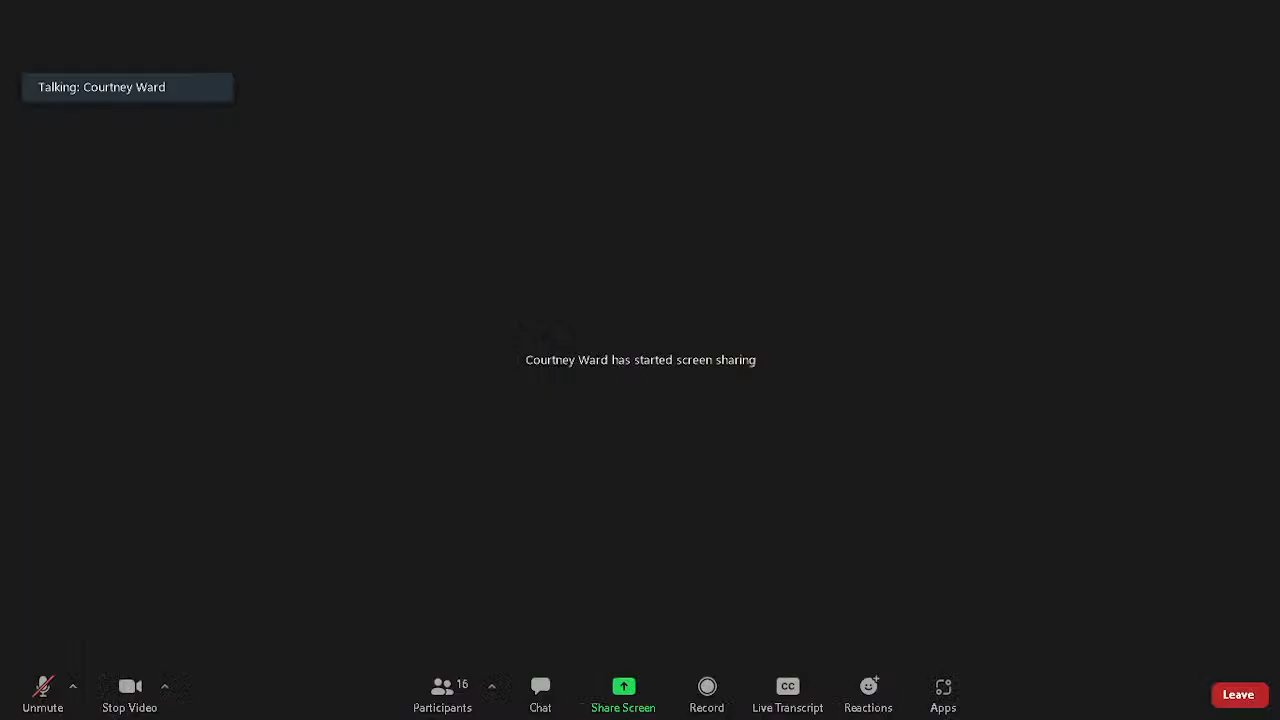 Talking: Courtney Ward
Courtney Ward has started screen sharing
16
CC
Unmute
Stop Video
Participants
Chat
Share Screen
Record
Live Transcript
Reactions
Apps
Leave